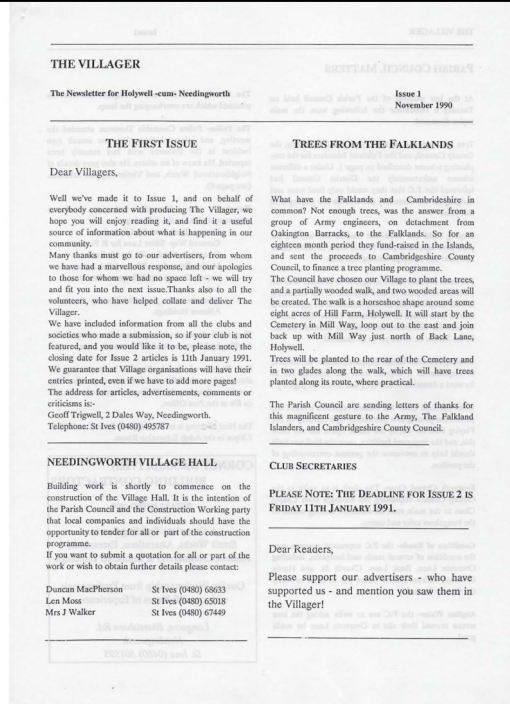 THE VILLAGER
The Newsletter for Holywell -cum- Needingworth
Issue 1
November 1990
THE FIRST ISSUE
Dear Villagers,
Well we've made it to Issue 1, and on behalf of
everybody concerned with producing The Villager, we
hope you will enjoy reading it, and find it a useful
source of information about what is happening in our
community.
Many thanks must go to our advertisers, from whom
we have had a marvellous response, and our apologies
to those for whom we had no space left - we will try
and fit you into the next issue.Thanks also to all the
volunteers, who have helped collate and deliver The
Villager.
We have included information from all the clubs and
societies who made a submission, so if your club is not
featured, and you would like it to be, please note, the
closing date for Issue 2 articles is 11th January 1991.
We guarantee that Village organisations will have their
entries printed, even if we have to add more pages!
The address for articles, advertisements, comments or
criticisms is:-
Geoff Trigwell, 2 Dales Way, Needingworth.
Telephone: St Ives (0480) 495787
NEEDINGWORTH VILLAGE HALL
Building work is shortly to commence on the
construction of the Village Hall. It is the intention of
the Parish Council and the Construction Working party
that local companies and individuals should have the
opportunity to tender for all or part of the construction
programme.
If you want to submit a quotation for all or part of the
work or wish to obtain further details please contact:
Duncan MacPherson St Ives (0480) 68633
Len Moss St Ives (0480) 65018
Mrs J Walker St Ives (0480) 67449
TREES FROM THE FALKLANDS
What have the Falklands and Cambridgeshire in
common? Not enough trees, was the answer from a
group of Army engineers, on detachment from
Oakington Barracks, to the Falklands. So for an
eighteen month period they fund-raised in the Islands,
and sent the proceeds to Cambridgeshire County
Council, to finance a tree planting programme.
The Council have chosen our Village to plant the trees,
and a partially wooded walk, and two wooded areas will
be created. The walk is a horseshoe shape around some
eight acres of Hill Farm, Holywell. It will start by the
Cemetery in Mill Way, loop out to the east and join
back up with Mill Way just north of Back Lane,
Holywell.
Trees will be planted to the rear of the Cemetery and
in two glades along the walk, which will have trees
planted along its route, where practical.
The Parish Council are sending letters of thanks for
this magnificent gesture to the Army, The Falkland
Islanders, and Cambridgeshire County Council.
CLUB SECRETARIES
PLEASE NOTE: THE DEADLINE FOR ISSUE 2 IS
FRIDAY 11TH JANUARY 1991.
Dear Readers,
Please support our advertisers - who have
supported us - and mention you saw them in
the Villager!